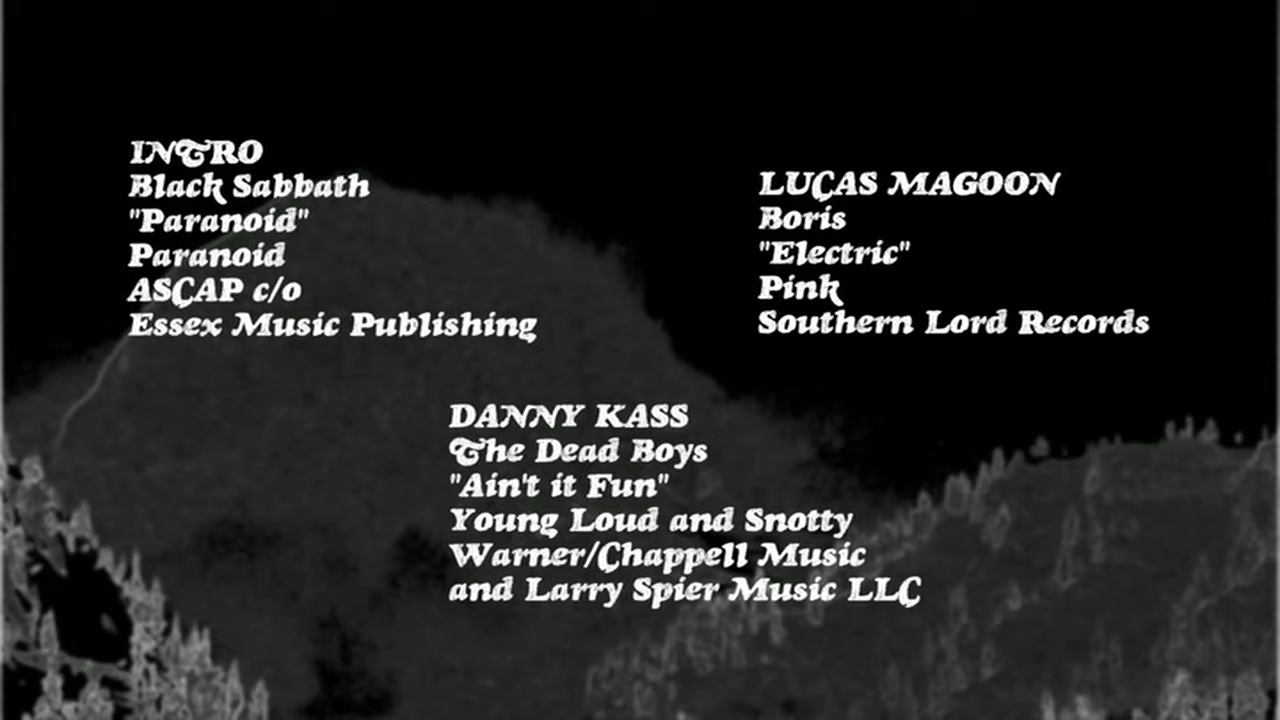 INTRO
Black Sabbath
"Paranoid"
Paranoid
ASCAP c/o
Essex Music Publishing
LUCAS MAGOON
Boris
"Electric"
Pink
Southern Lord Records
DANNY KASS
The Dead Boys
"Ain't it Fun"
Young Loud and Snotty
Warner/Chappell Music
and Larry Spier Music LLC